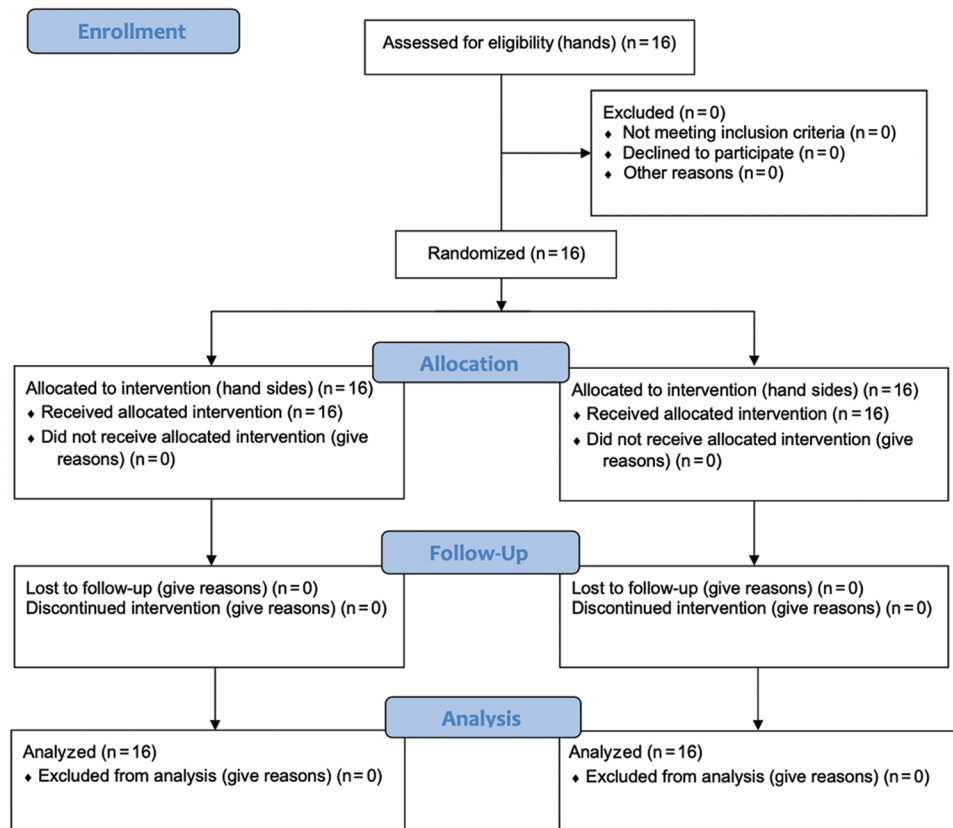 Enrollment
Assessed for eligibility (hands) (n=16)
Excluded (n=0)
♦ Not meeting inclusion criteria (n=0)
♦ Declined to participate (n=0)
♦ Other reasons (n=0)
Randomized (n=16)
Allocation
Allocated to intervention (hand sides) (n=16)
♦ Received allocated intervention (n=16)
♦ Did not receive allocated intervention (give
reasons) (n=0)
Allocated to intervention (hand sides) (n=16)
♦ Received allocated intervention (n=16)
♦ Did not receive allocated intervention (give
reasons) (n=0)
Follow-Up
Lost to follow-up (give reasons) (n=0)
Discontinued intervention (give reasons) (n=0)
Lost to follow-up (give reasons) (n=0)
Discontinued intervention (give reasons) (n=0)
Analysis
Analyzed (n=16)
♦ Excluded from analysis (give reasons) (n=0)
Analyzed (n=16)
♦ Excluded from analysis (give reasons) (n=0)